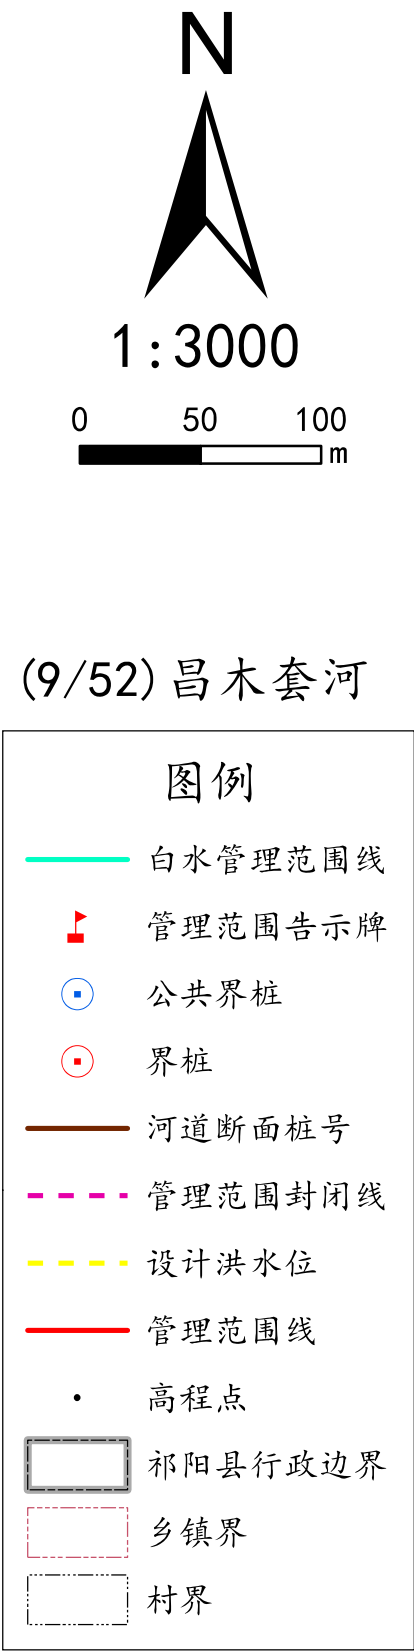 N
1:3000
0 50 100
m
(9/52)昌木套河
图例
白水管理范围线
管理范围告示牌
公共界桩
界桩
河道断面桩号
管理范围封闭线
设计洪水位
管理范围线
高程点
祁阳县行政边界
乡镇界
村界